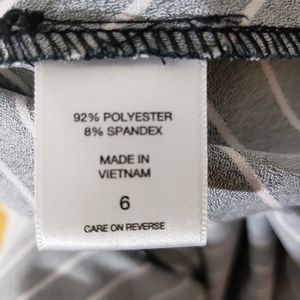 92% POLYESTER
8% SPANDEX
MADE IN
VIETNAM
6
CARE ON REVERSE